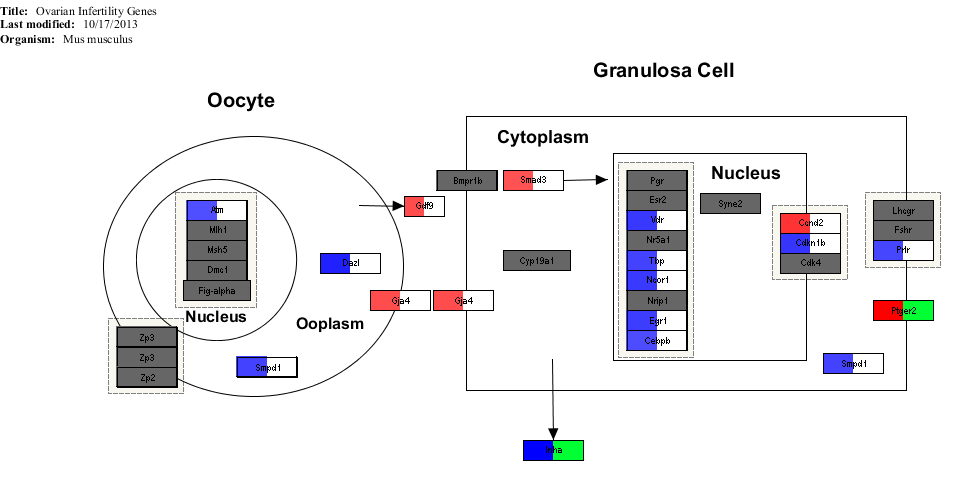 Title: Ovarian Infertility Genes
Last modified: 10/17/2013
Organism: Mus musculus
Granulosa Cell
Oocyte
Cytoplasm
Nucleus
Bmpr1b
Smad3
Pgr
Esr2
Vdr
Nr5a1
Tbp
Ncor1
Nrip1
Egr1
Cebpb
Syne2
Ccnd2
Cdkn1b
Cdk4
Lhcgr
Fshr
Prlr
Atm
Mlh1
Msh5
Dmc1
Fig-alpha
Nucleus
Gdf9
Dazl
Cyp19a1
Gja4
Gja4
Ptger2
Ooplasm
Zp3
Zp3
Zp2
Smpd1
Smpd1
Inha